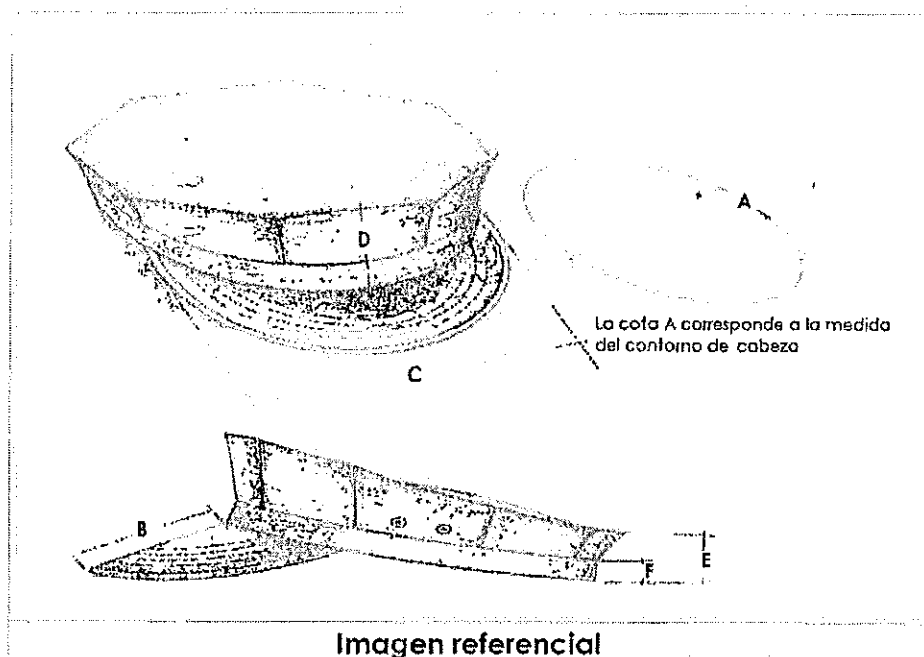 A
D
La cota A corresponde a la medida
del contorno de cabeza
C
B
E
F
Imagen referencial